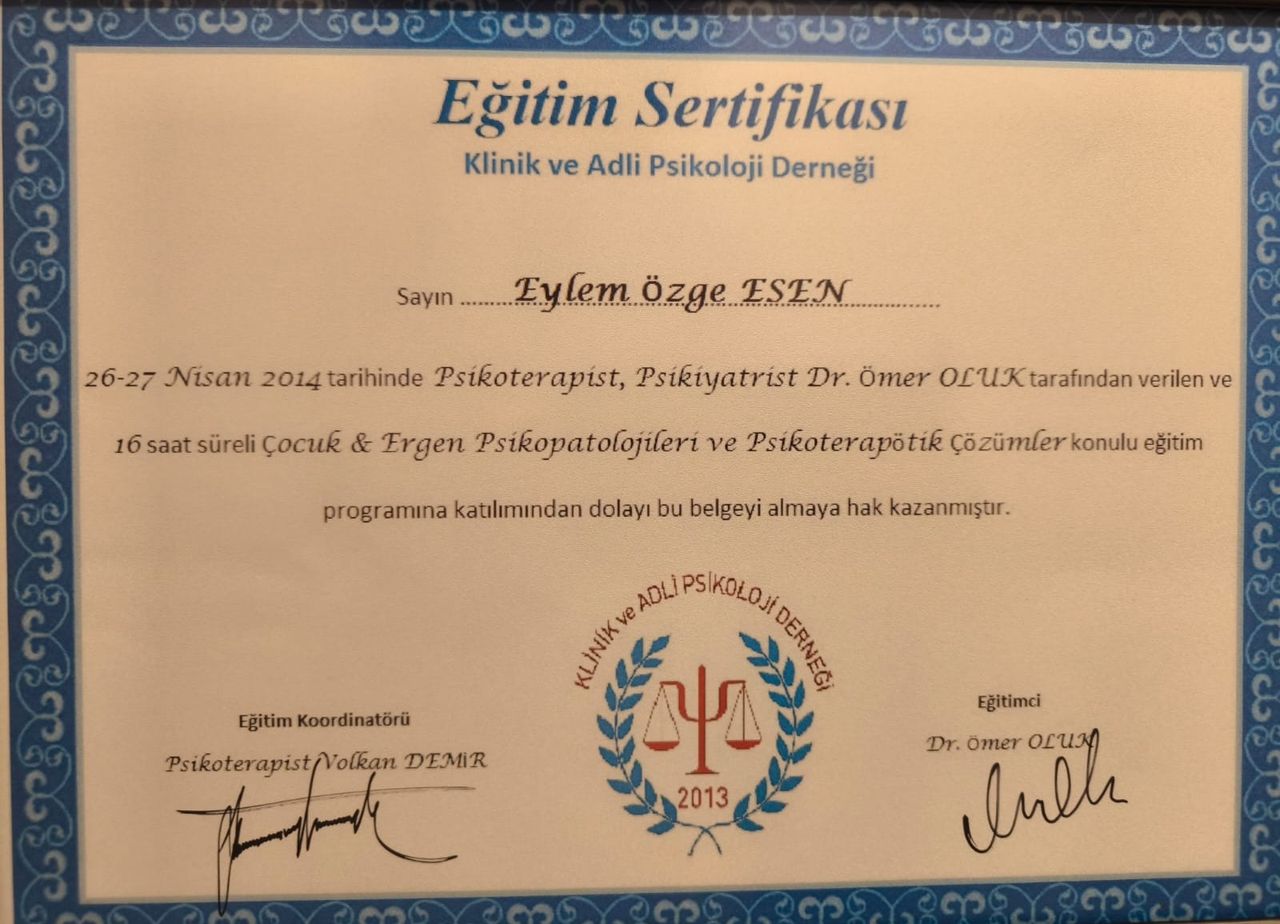 Eğitim Sertifikası
Klinik ve Adli Psikoloji Derneği
Sayın ........Eylem Özge ESEN..............
26-27 Nisan 2014 tarihinde Psikoterapist, Psikiyatrist Dr. Ömer OLUK tarafından verilen ve
16 saat süreli Çocuk & Ergen Psikopatolojileri ve Psikoterapötik Çözümler konulu eğitim
programına katılımından dolayı bu belgeyi almaya hak kazanmıştır.
KLİNİK ve ADLİ PSİKOLOJİ DERNEĞİ
2013
Eğitim Koordinatörü
Psikoterapist Volkan DEMİR
Eğitimci
Dr. Ömer OLUK